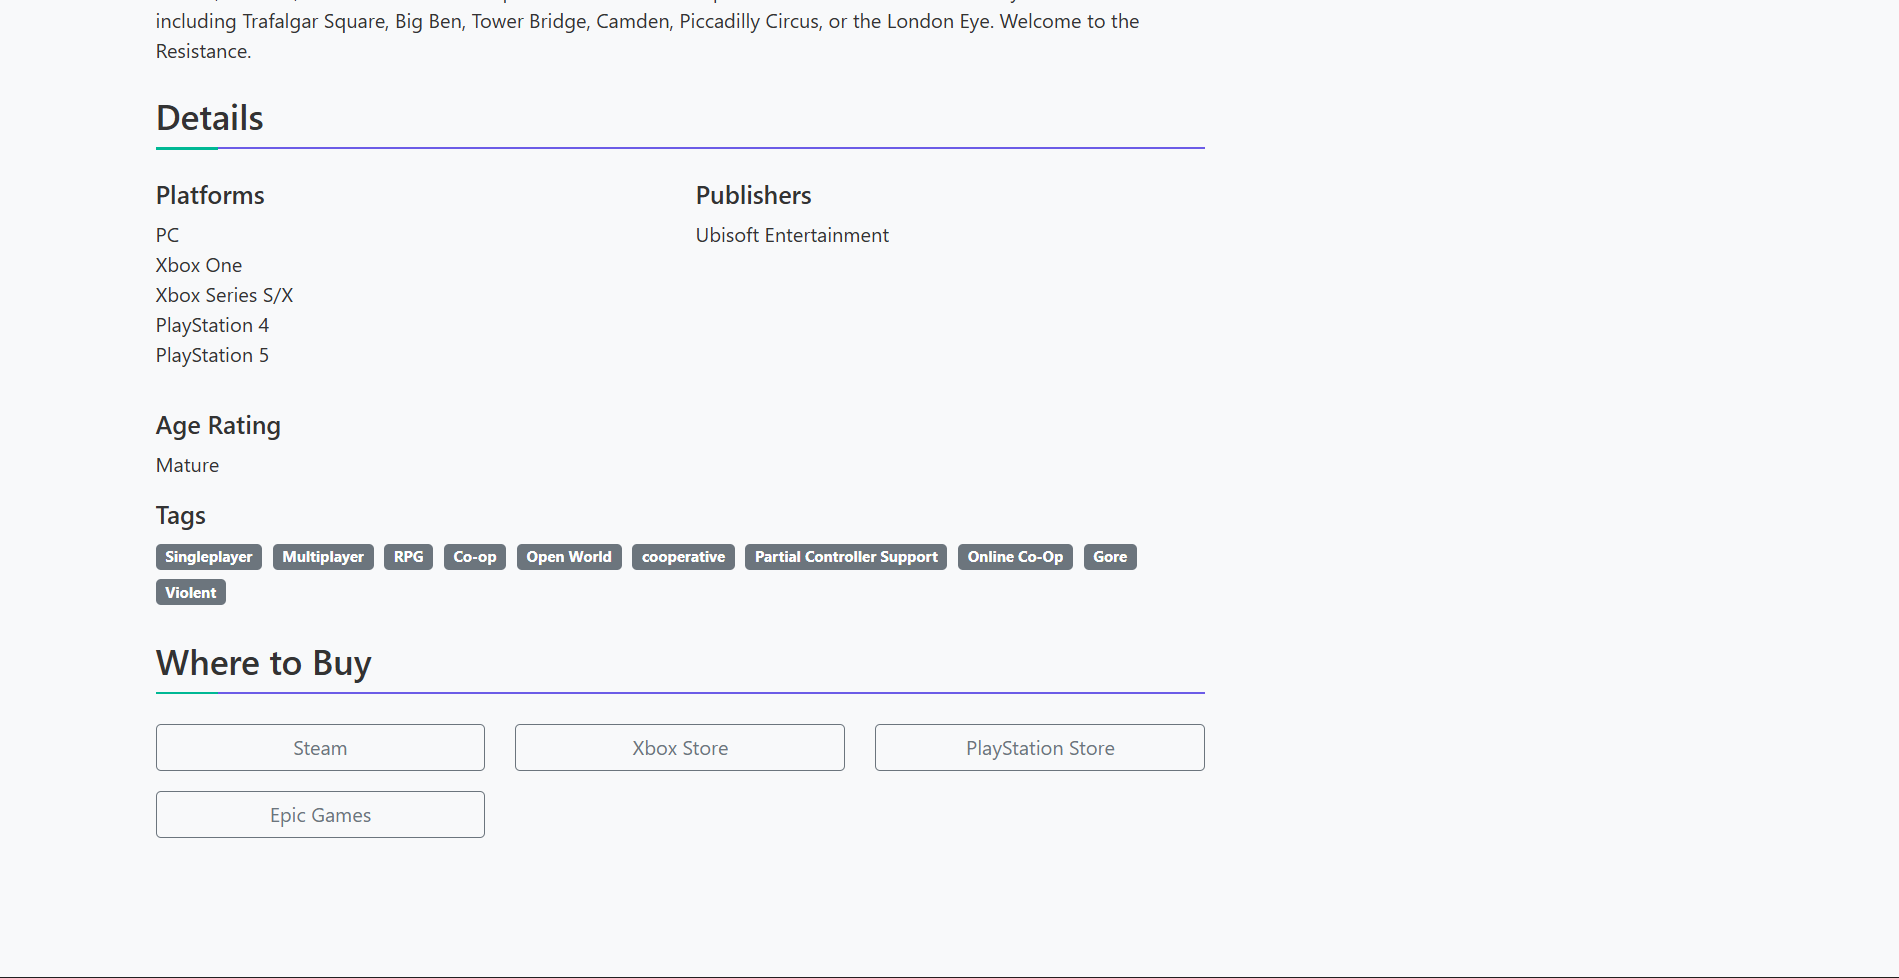 including Trafalgar Square, Big Ben, Tower Bridge, Camden, Piccadilly Circus, or the London Eye. Welcome to the
Resistance.
Details
Platforms
PC
Xbox One
Xbox Series S/X
PlayStation 4
PlayStation 5
Publishers
Ubisoft Entertainment
Age Rating
Mature
Tags
Singleplayer Multiplayer RPG Co-op Open World cooperative Partial Controller Support Online Co-Op Gore
Violent
Where to Buy
Steam Xbox Store PlayStation Store
Epic Games